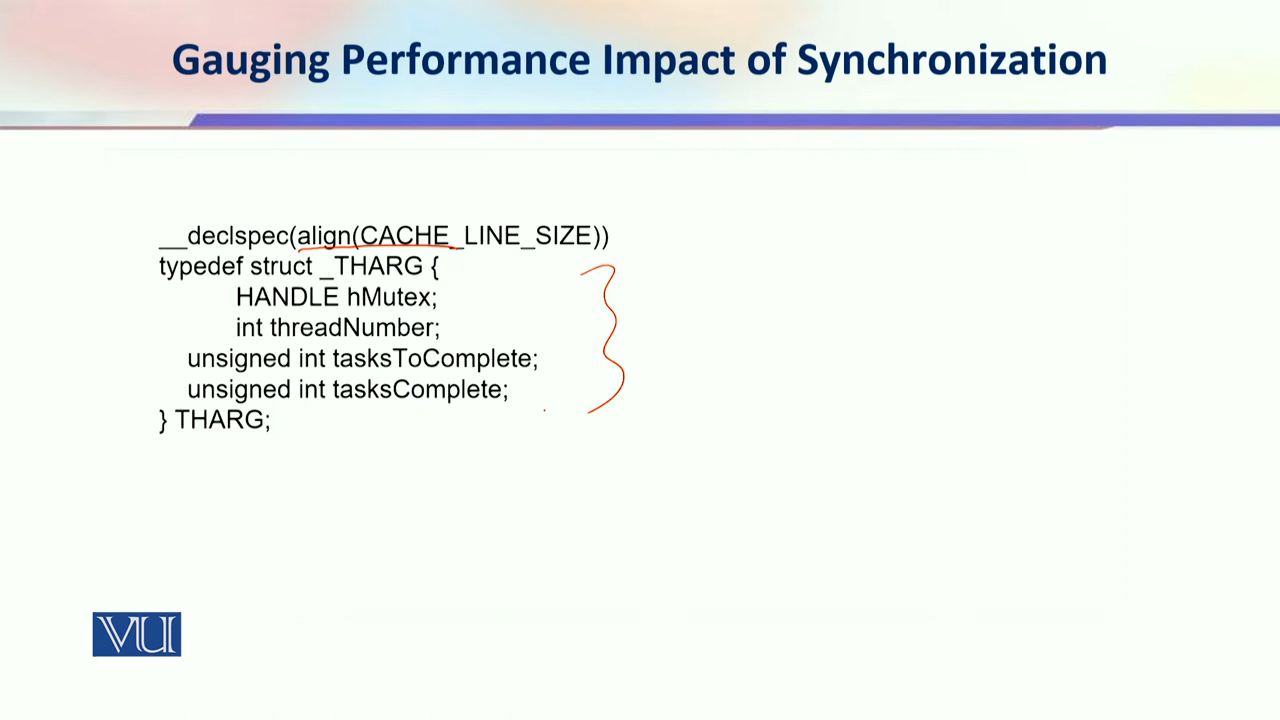 Gauging Performance Impact of Synchronization
__declspec(align(CACHE_LINE_SIZE))
typedef struct _THARG {
HANDLE hMutex;
int threadNumber;
unsigned int tasksToComplete;
unsigned int tasksComplete;
} THARG;
VU